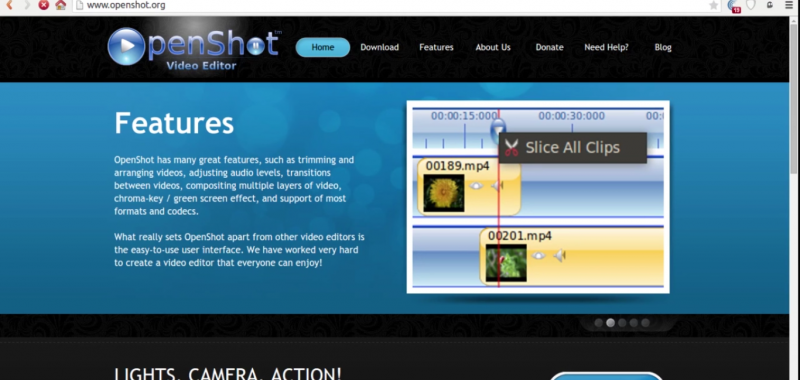 www.openshot.org
18
OpenShot™
Video Editor
Home
Download
Features
About Us
Donate
Need Help?
Blog
Features
OpenShot has many great features, such as trimming and
arranging videos, adjusting audio levels, transitions
between videos, compositing multiple layers of video,
chroma-key / green screen effect, and support of most
formats and codecs.
What really sets OpenShot apart from other video editors is
the easy-to-use user interface. We have worked very hard
to create a video editor that everyone can enjoy!
00:00:15:000
00:00:30:000
00:
Slice All Clips
00189.mp4
00201.mp4
LIGHTS, CAMERA, ACTION!